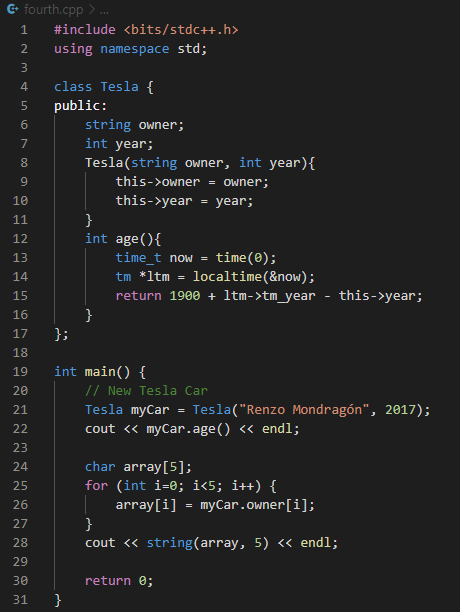 fourth.cpp > ...
1 #include <bits/stdc++.h>
2 using namespace std;
3
4 class Tesla {
5 public:
6     string owner;
7     int year;
8     Tesla(string owner, int year){
9         this->owner = owner;
10         this->year = year;
11     }
12     int age(){
13         time_t now = time(0);
14         tm *ltm = localtime(&now);
15         return 1900 + ltm->tm_year - this->year;
16     }
17 };
18
19 int main() {
20     // New Tesla Car
21     Tesla myCar = Tesla("Renzo Mondragón", 2017);
22     cout << myCar.age() << endl;
23
24     char array[5];
25     for (int i=0; i<5; i++) {
26         array[i] = myCar.owner[i];
27     }
28     cout << string(array, 5) << endl;
29
30     return 0;
31 }